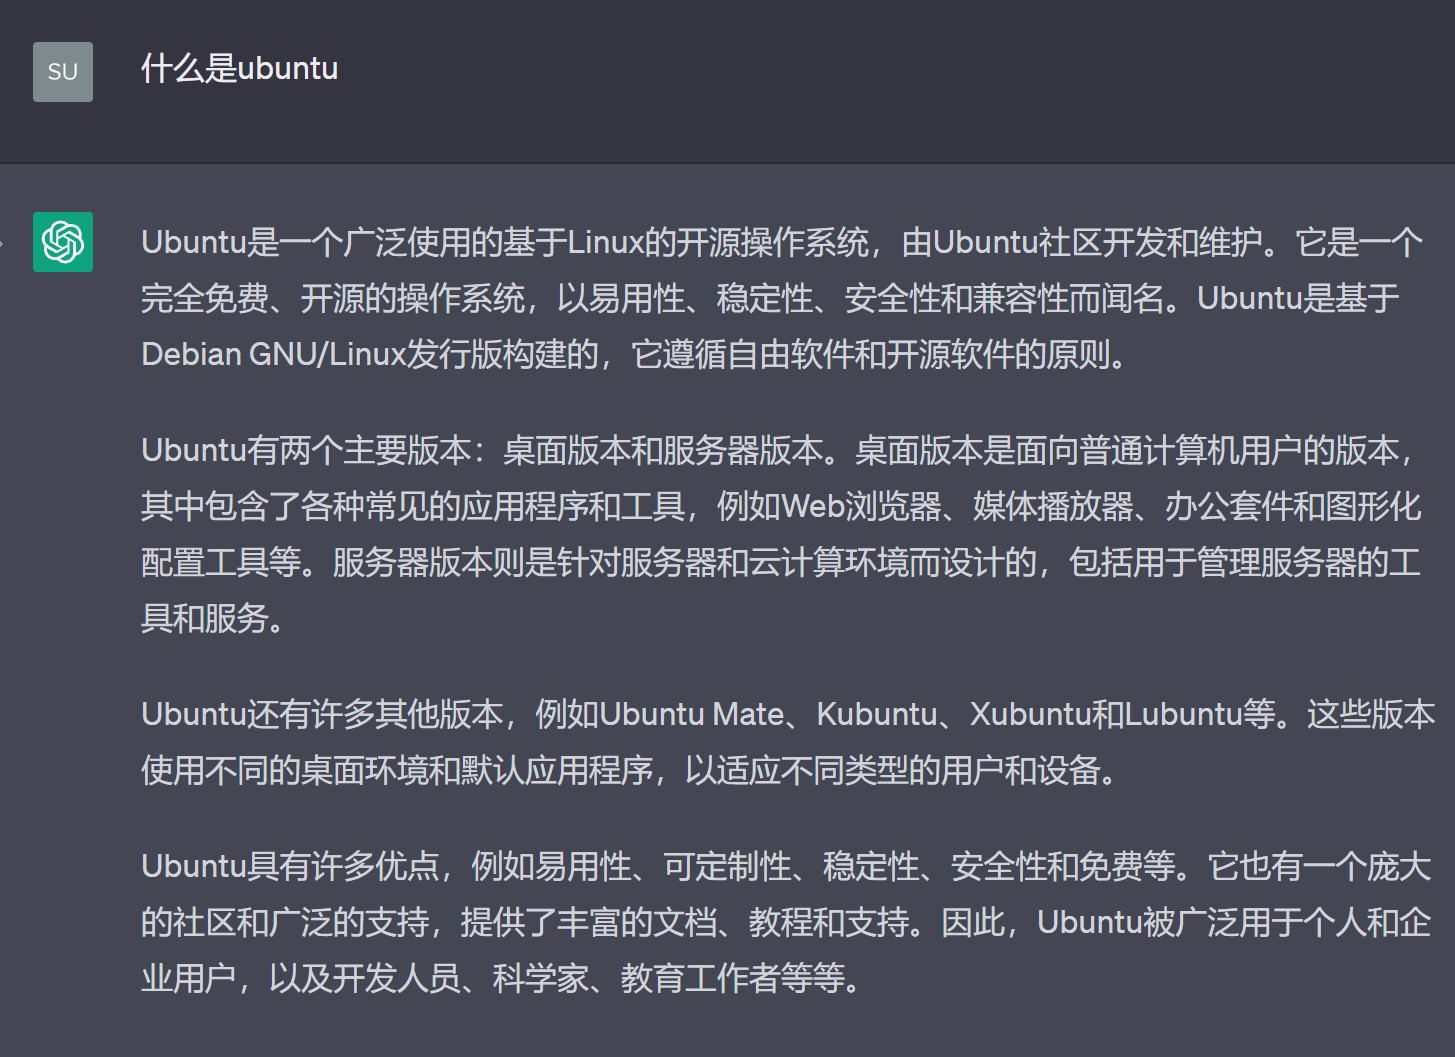 SU
什么是ubuntu
Ubuntu是一个广泛使用的基于Linux的开源操作系统，由Ubuntu社区开发和维护。它是一个
完全免费、开源的操作系统，以易用性、稳定性、安全性和兼容性而闻名。Ubuntu是基于
Debian GNU/Linux发行版构建的，它遵循自由软件和开源软件的原则。
Ubuntu有两个主要版本：桌面版本和服务器版本。桌面版本是面向普通计算机用户的版本，
其中包含了各种常见的应用程序和工具，例如Web浏览器、媒体播放器、办公套件和图形化
配置工具等。服务器版本则是针对服务器和云计算环境而设计的，包括用于管理服务器的工
具和服务。
Ubuntu还有许多其他版本，例如Ubuntu Mate、Kubuntu、Xubuntu和Lubuntu等。这些版本
使用不同的桌面环境和默认应用程序，以适应不同类型的用户和设备。
Ubuntu具有许多优点，例如易用性、可定制性、稳定性、安全性和免费等。它也有一个庞大
的社区和广泛的支持，提供了丰富的文档、教程和支持。因此，Ubuntu被广泛用于个人和企
业用户，以及开发人员、科学家、教育工作者等等。